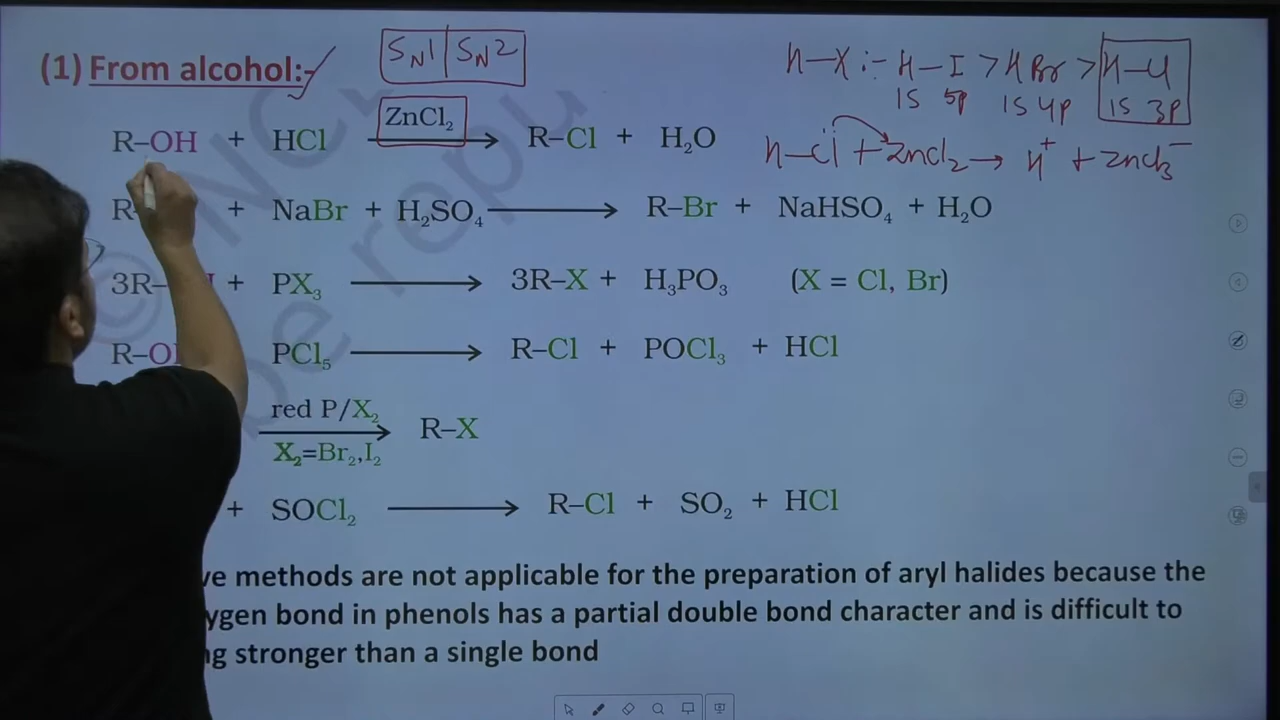 (1) From alcohol:-
SN1 | SN2
H-X :- H-I > HBr > H-Cl
1S 5p 1S 4p 1S 3p
R–OH + HCl ZnCl₂ ⟶ R–Cl + H₂O
H-Cl + ZnCl₂ → H⁺ + ZnCl₃⁻
R– + NaBr + H₂SO₄ ⟶ R–Br + NaHSO₄ + H₂O
3R– + PX₃ ⟶ 3R–X + H₃PO₃ (X = Cl, Br)
R–O PCl₅ ⟶ R–Cl + POCl₃ + HCl
red P/X₂ ⟶ R–X
X₂=Br₂,I₂
+ SOCl₂ ⟶ R–Cl + SO₂ + HCl
ve methods are not applicable for the preparation of aryl halides because the
ygen bond in phenols has a partial double bond character and is difficult to
ng stronger than a single bond